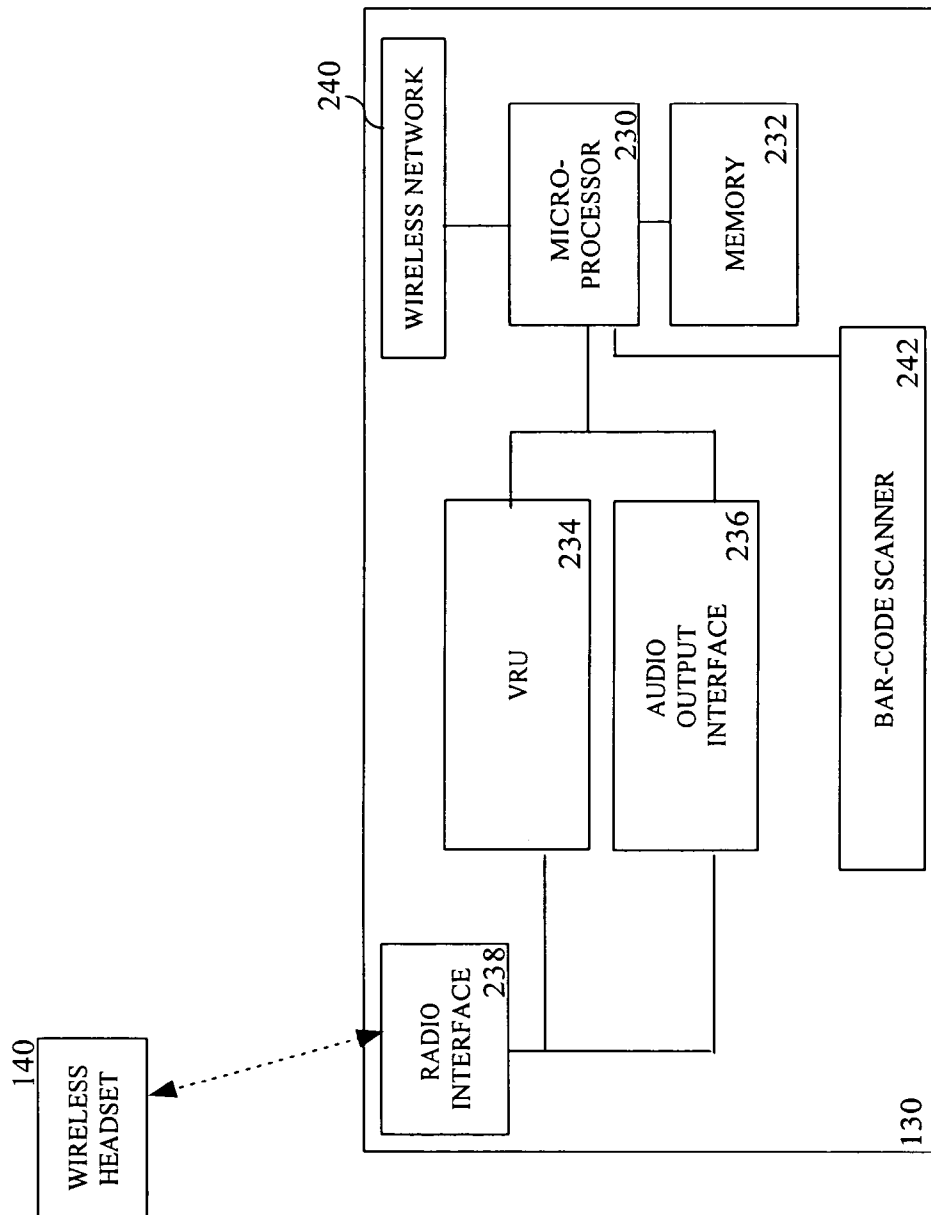 140
WIRELESS
HEADSET
RADIO
INTERFACE
238
VRU
234
AUDIO
OUTPUT
INTERFACE
236
WIRELESS NETWORK
240
MICRO-
PROCESSOR
230
MEMORY
232
BAR-CODE SCANNER
242
130